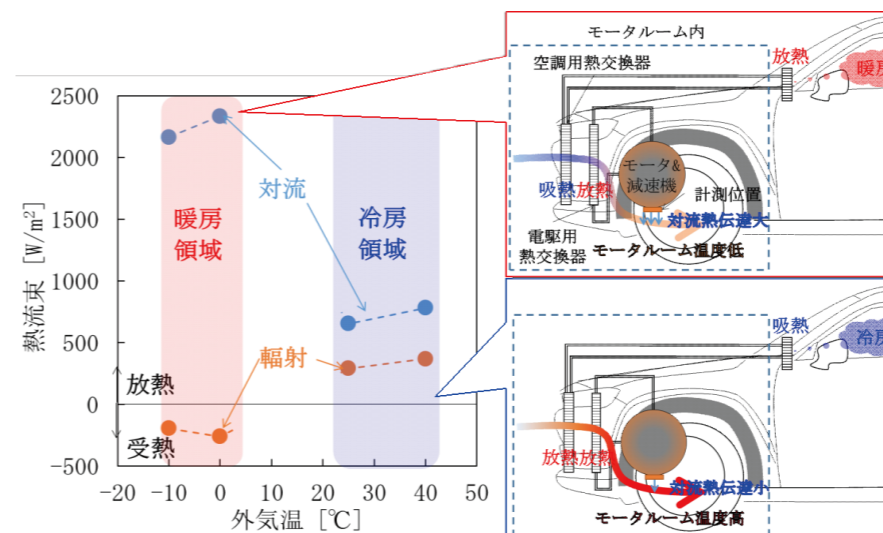 熱流束 [W/m²]
2500
2000
1500
1000
500
0
−500
−20
−10
0
10
20
30
40
50
外気温 [℃]
放熱
受熱
暖房
領域
冷房
領域
対流
輻射
モータルーム内
空調用熱交換器
放熱
暖房
モータ&
減速機
吸熱放熱
計測位置
対流熱伝達大
電駆用
熱交換器
モータルーム温度低
吸熱
冷房
放熱放熱
対流熱伝達小
モータルーム温度高